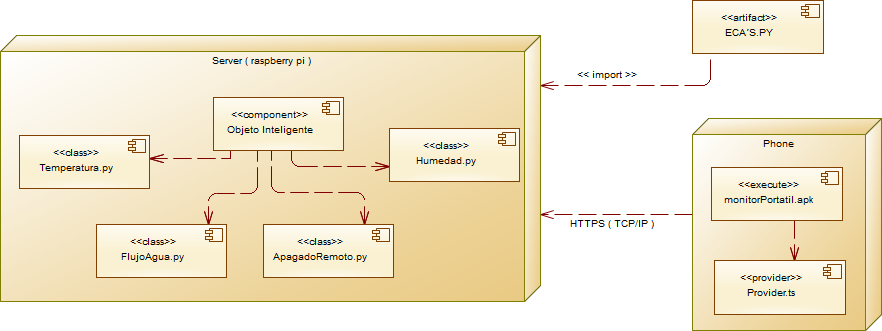 <<artifact>>
ECA'S.PY
Server ( raspberry pi )
<< import >>
<<component>>
Objeto Inteligente
<<class>>
Temperatura.py
<<class>>
Humedad.py
<<class>>
FlujoAgua.py
<<class>>
ApagadoRemoto.py
HTTPS ( TCP/IP )
Phone
<<execute>>
monitorPortatil.apk
<<provider>>
Provider.ts